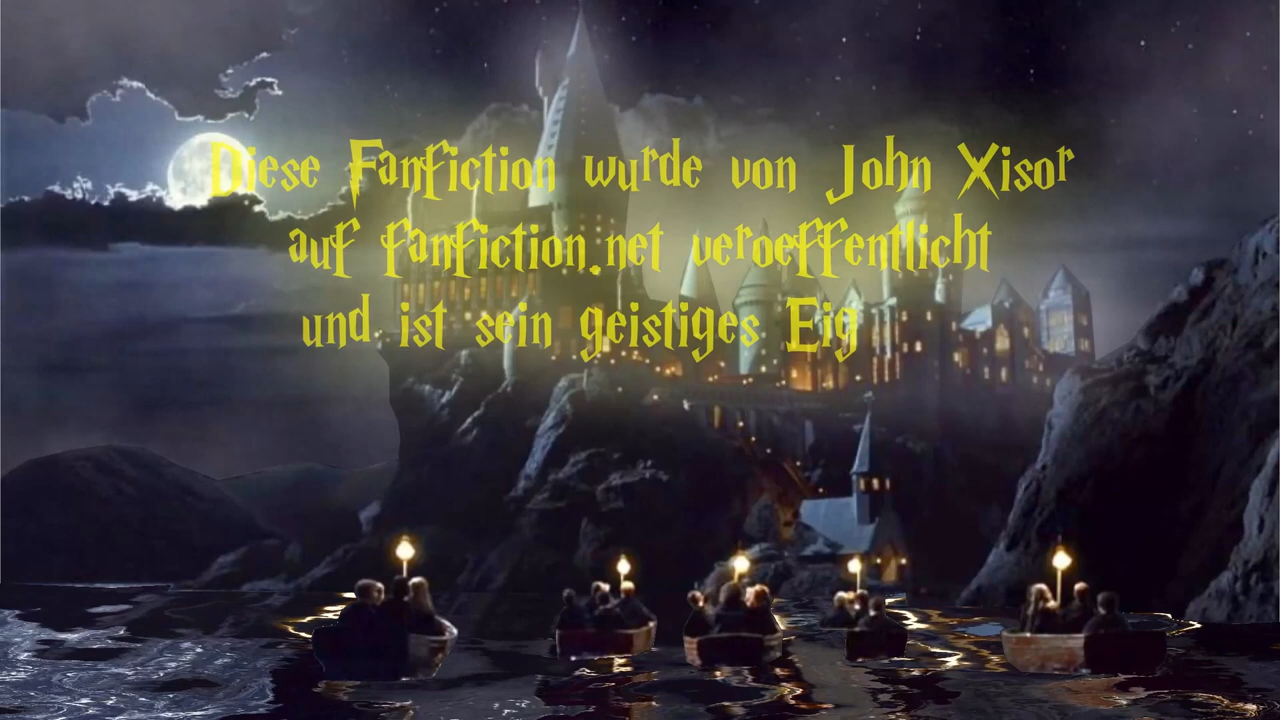 Diese Fanfiction wurde von John Xisor
auf fanfiction.net veroeffentlicht
und ist sein geistiges Eig